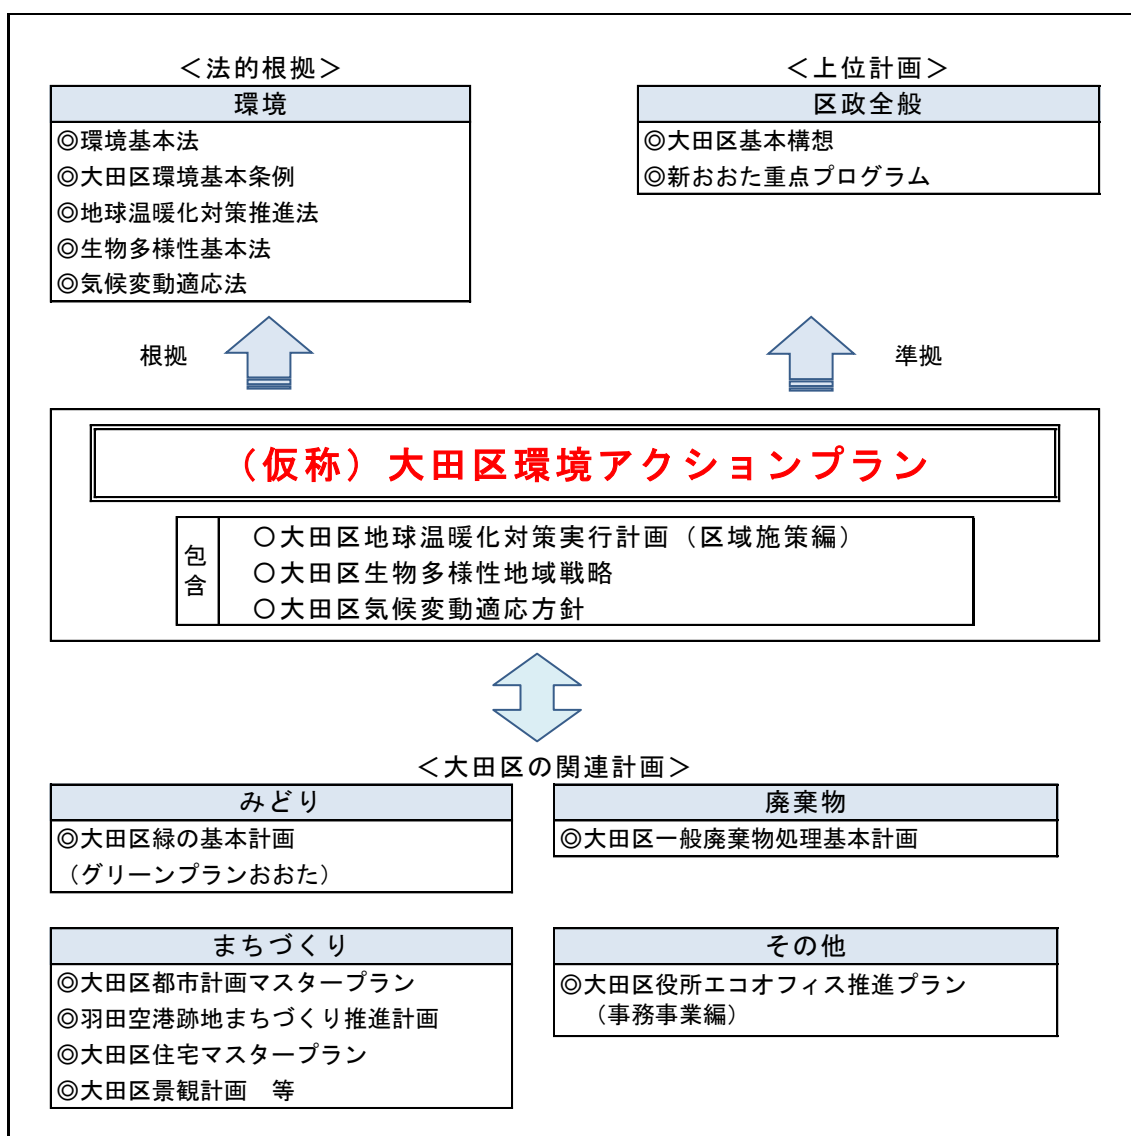 ＜法的根拠＞
環境
◎環境基本法
◎大田区環境基本条例
◎地球温暖化対策推進法
◎生物多様性基本法
◎気候変動適応法
＜上位計画＞
区政全般
◎大田区基本構想
◎新おおた重点プログラム
根拠
準拠
（仮称）大田区環境アクションプラン
包含
〇大田区地球温暖化対策実行計画（区域施策編）
〇大田区生物多様性地域戦略
〇大田区気候変動適応方針
＜大田区の関連計画＞
みどり
◎大田区緑の基本計画
（グリーンプランおおた）
廃棄物
◎大田区一般廃棄物処理基本計画
まちづくり
◎大田区都市計画マスタープラン
◎羽田空港跡地まちづくり推進計画
◎大田区住宅マスタープラン
◎大田区景観計画　等
その他
◎大田区役所エコオフィス推進プラン
（事務事業編）